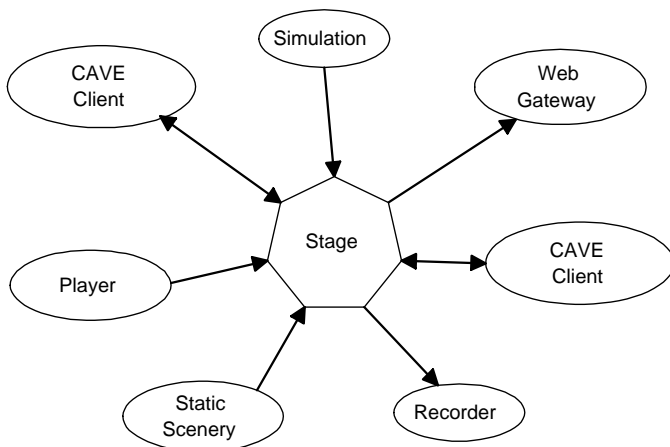 Simulation
CAVE
Client
Web
Gateway
Stage
CAVE
Client
Player
Static
Scenery
Recorder